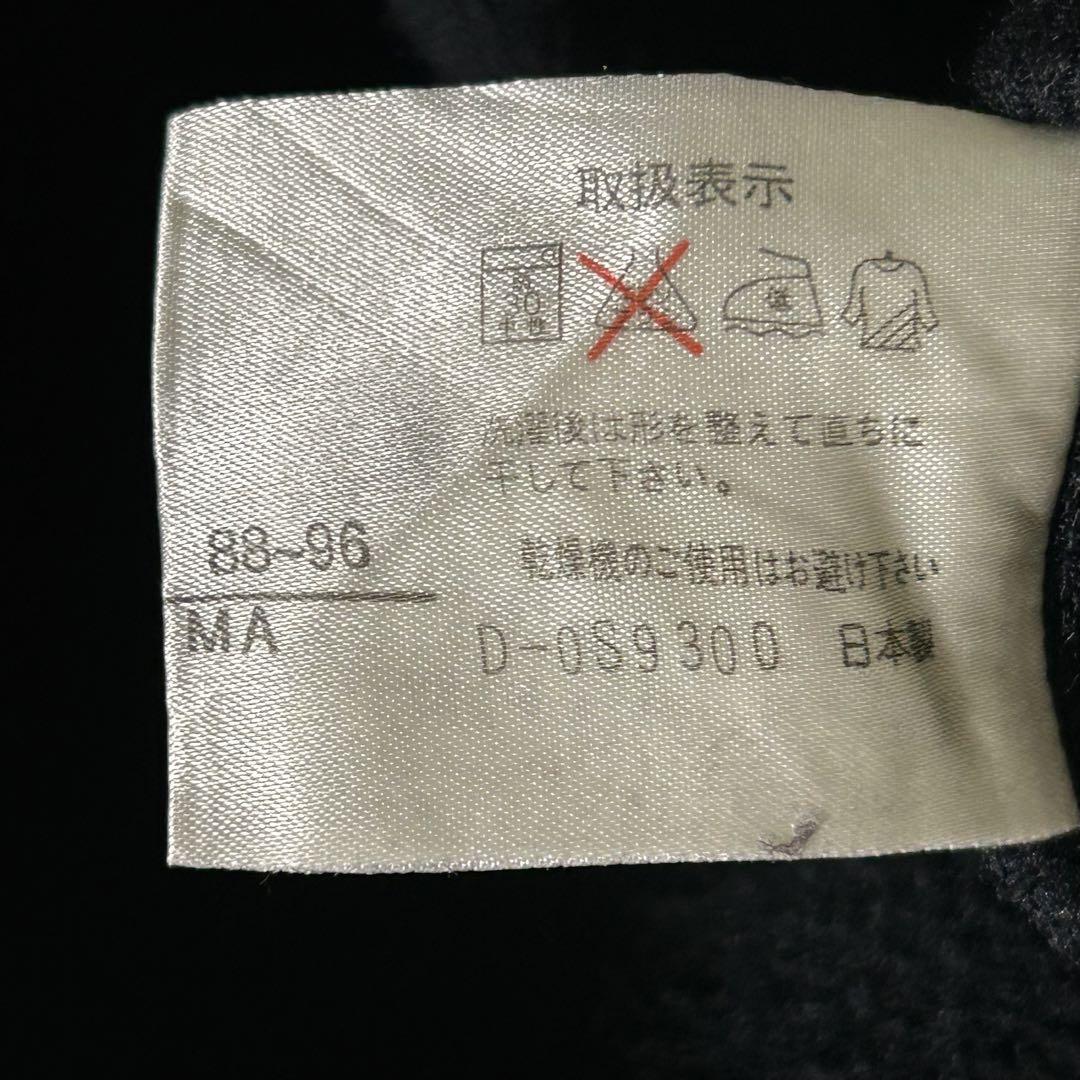 取扱表示
30
洗濯後は形を整えて直ちに
干して下さい。
88~96
乾燥機のご使用はお避け下さい
MA
D-0S9300 日本製